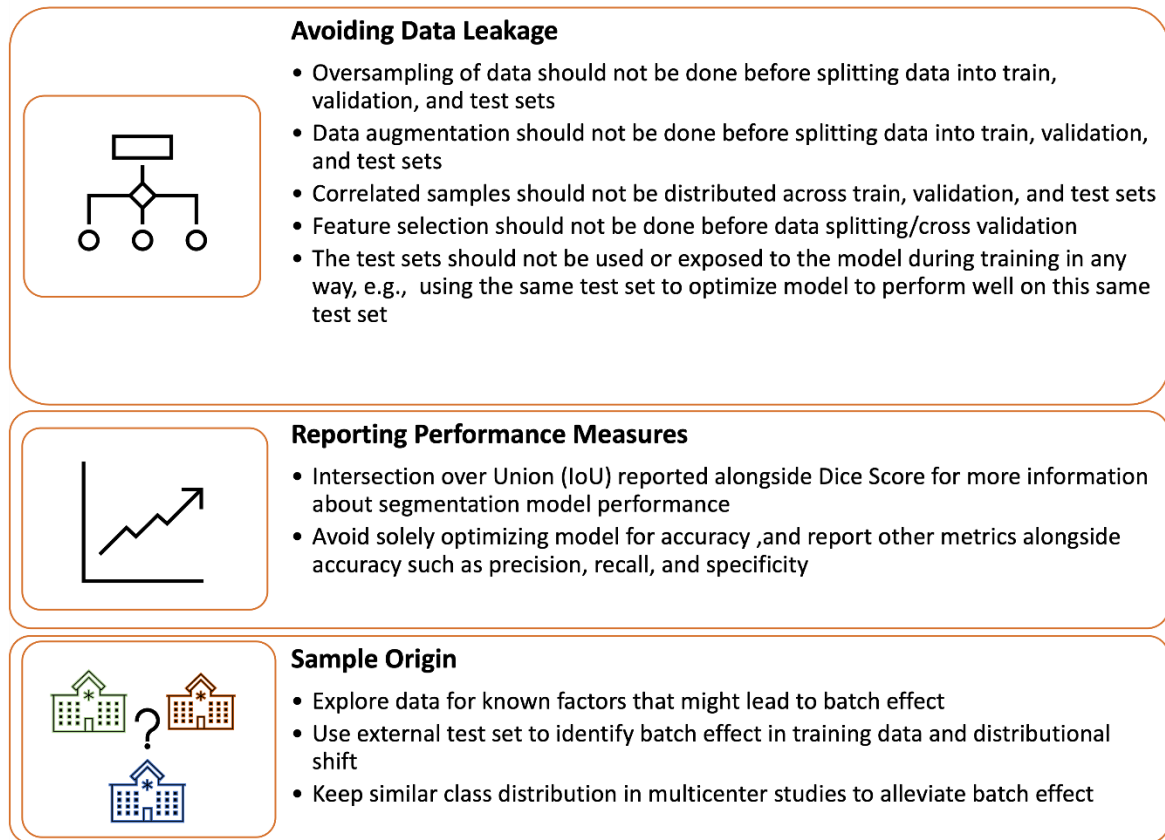 Avoiding Data Leakage
• Oversampling of data should not be done before splitting data into train,
validation, and test sets
• Data augmentation should not be done before splitting data into train, validation,
and test sets
• Correlated samples should not be distributed across train, validation, and test sets
• Feature selection should not be done before data splitting/cross validation
• The test sets should not be used or exposed to the model during training in any
way, e.g.,  using the same test set to optimize model to perform well on this same
test set
Reporting Performance Measures
• Intersection over Union (IoU) reported alongside Dice Score for more information
about segmentation model performance
• Avoid solely optimizing model for accuracy ,and report other metrics alongside
accuracy such as precision, recall, and specificity
Sample Origin
• Explore data for known factors that might lead to batch effect
• Use external test set to identify batch effect in training data and distributional
shift
• Keep similar class distribution in multicenter studies to alleviate batch effect
?